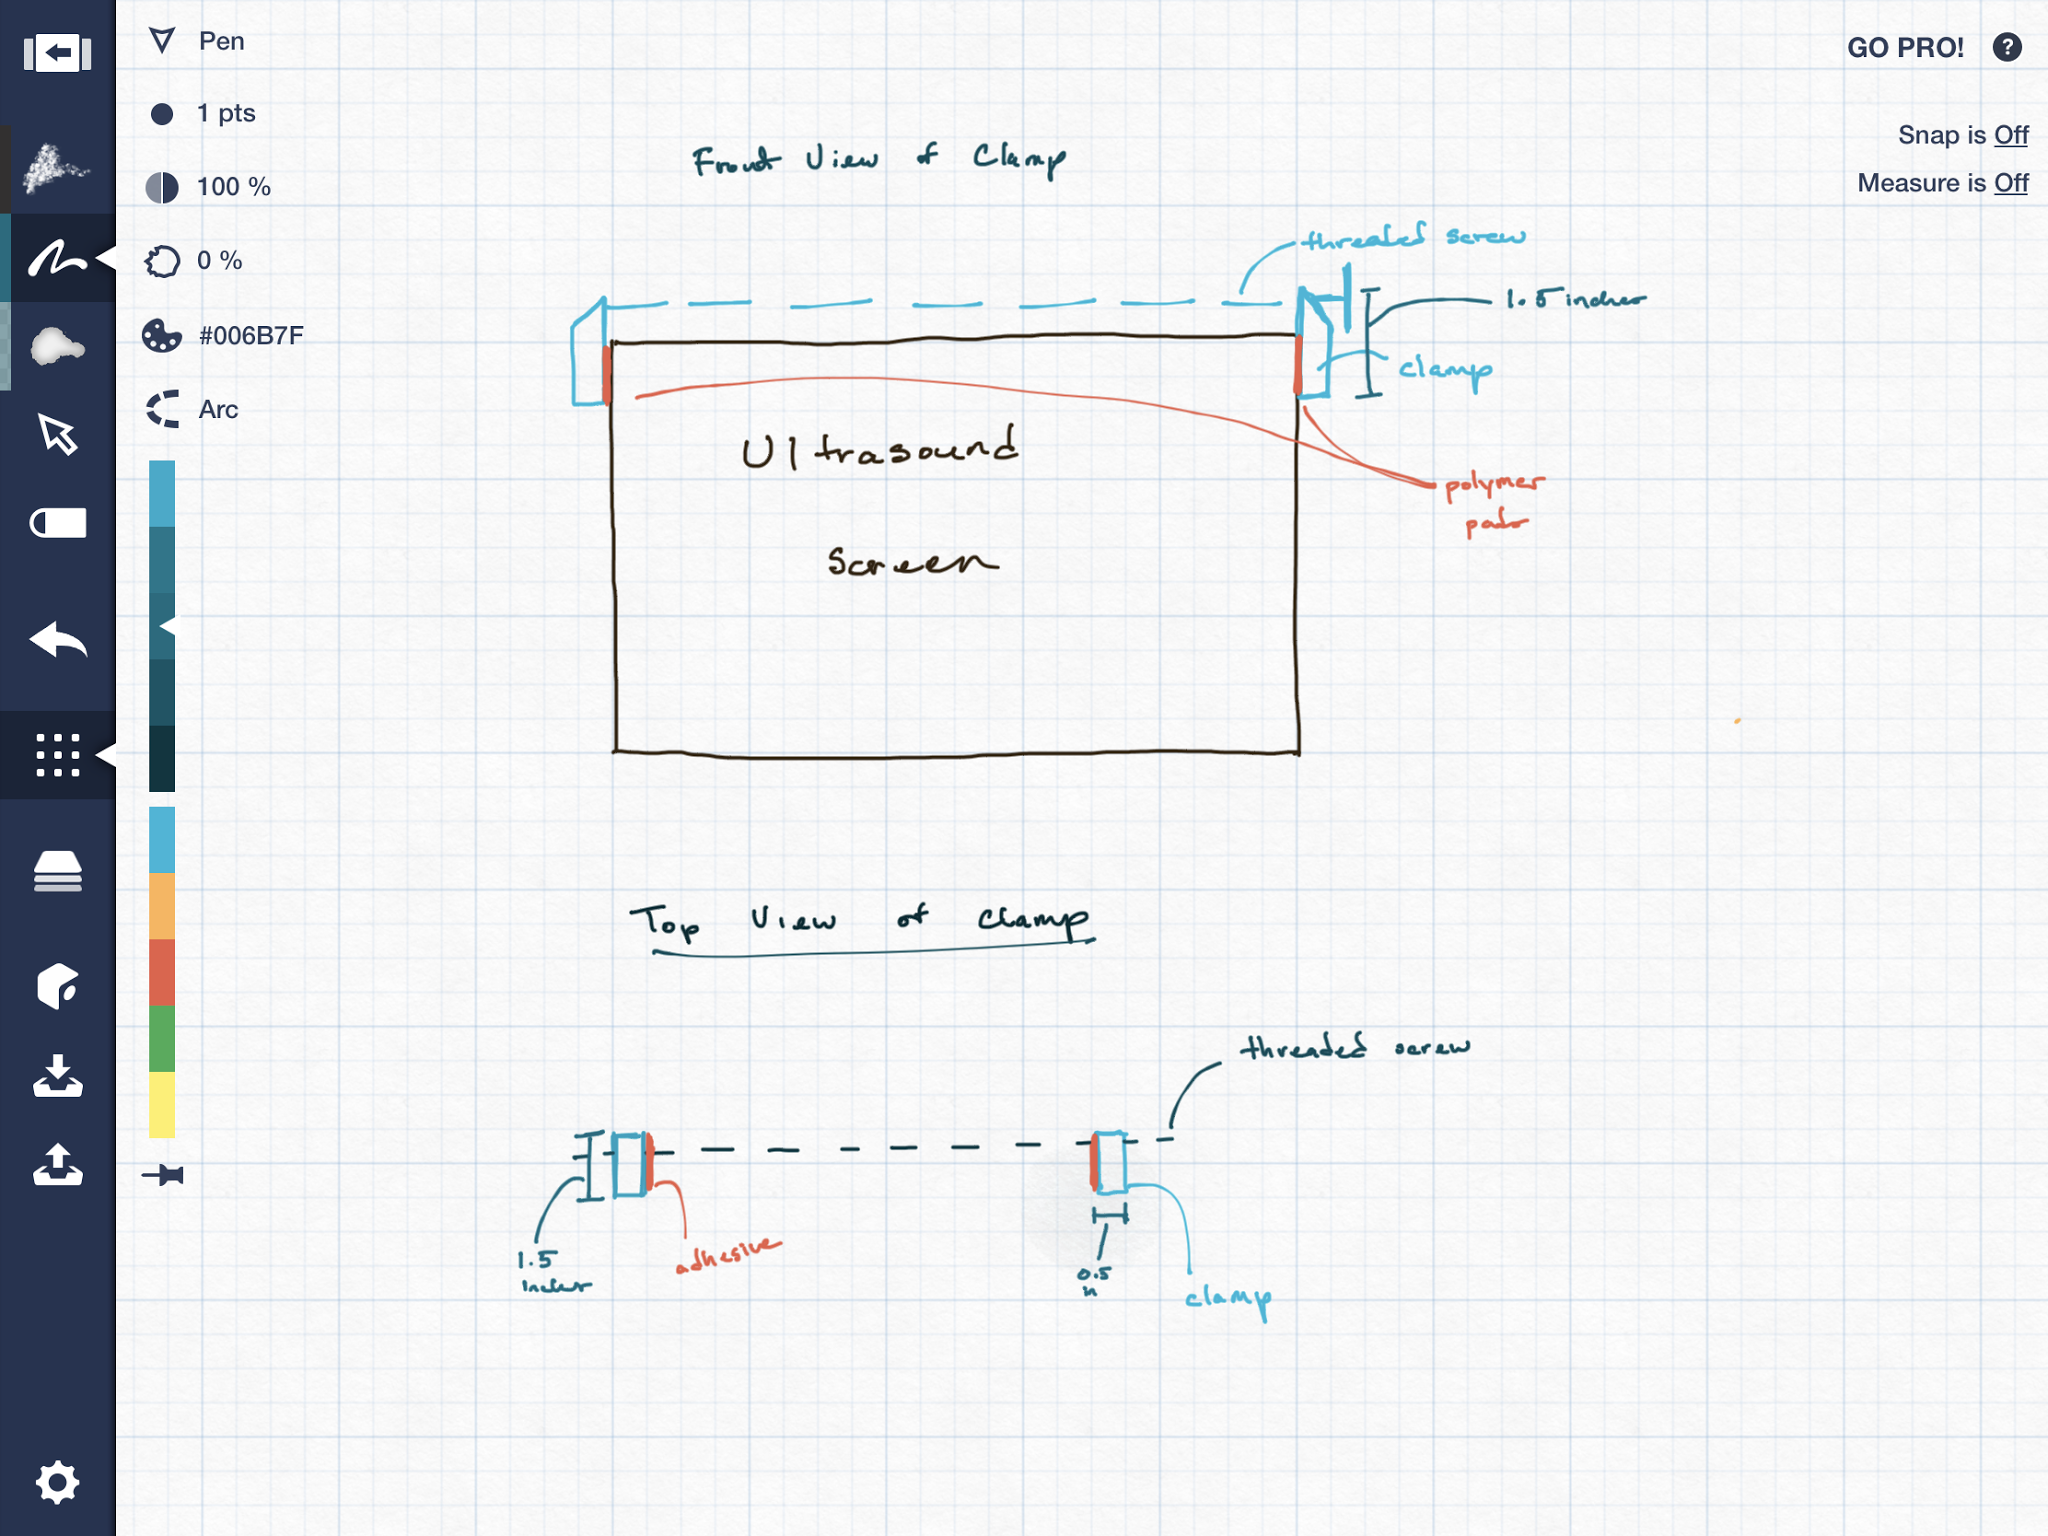 Pen
1 pts
100 %
0 %
#006B7F
Arc
GO PRO!
?
Snap is Off
Measure is Off
Front View of Clamp
threaded screw
1.5 inches
clamp
Ultrasound
Screen
polymer
pads
Top View of Clamp
threaded screw
1.5
inches
adhesive
0.5
in
clamp